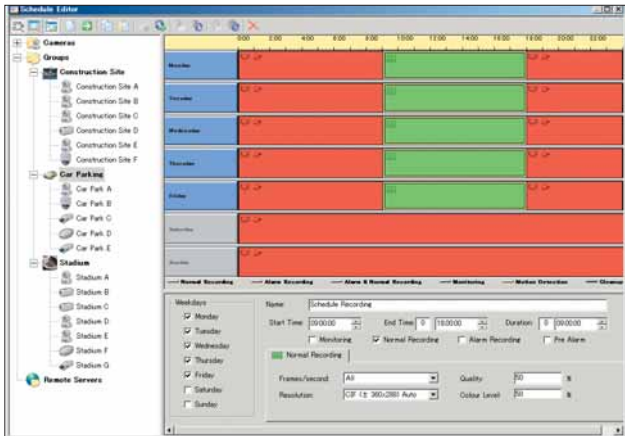 Schedule Editor
Cameras
Groups
Construction Site
Construction Site A
Construction Site B
Construction Site C
Construction Site D
Construction Site E
Construction Site F
Car Parking
Car Park A
Car Park B
Car Park C
Car Park D
Car Park E
Stadium
Stadium A
Stadium B
Stadium C
Stadium D
Stadium E
Stadium F
Stadium G
Remote Servers
0:00 2:00 4:00 6:00 8:00 10:00 12:00 14:00 16:00 18:00 20:00 22:00
Monday
Tuesday
Wednesday
Thursday
Friday
Saturday
Sunday
Normal Recording Alarm Recording Alarm & Normal Recording Monitoring Motion Detection Cleanup
Weekdays
Monday
Tuesday
Wednesday
Thursday
Friday
Saturday
Sunday
Name: Schedule Recording
Start Time 09:00:00 End Time 0 18:00:00 Duration 0 09:00:00
Monitoring Normal Recording Alarm Recording Pre Alarm
Normal Recording
Frames/second: All Quality 50 %
Resolution: CIF (± 360x288) Auto Colour Level: 50 %